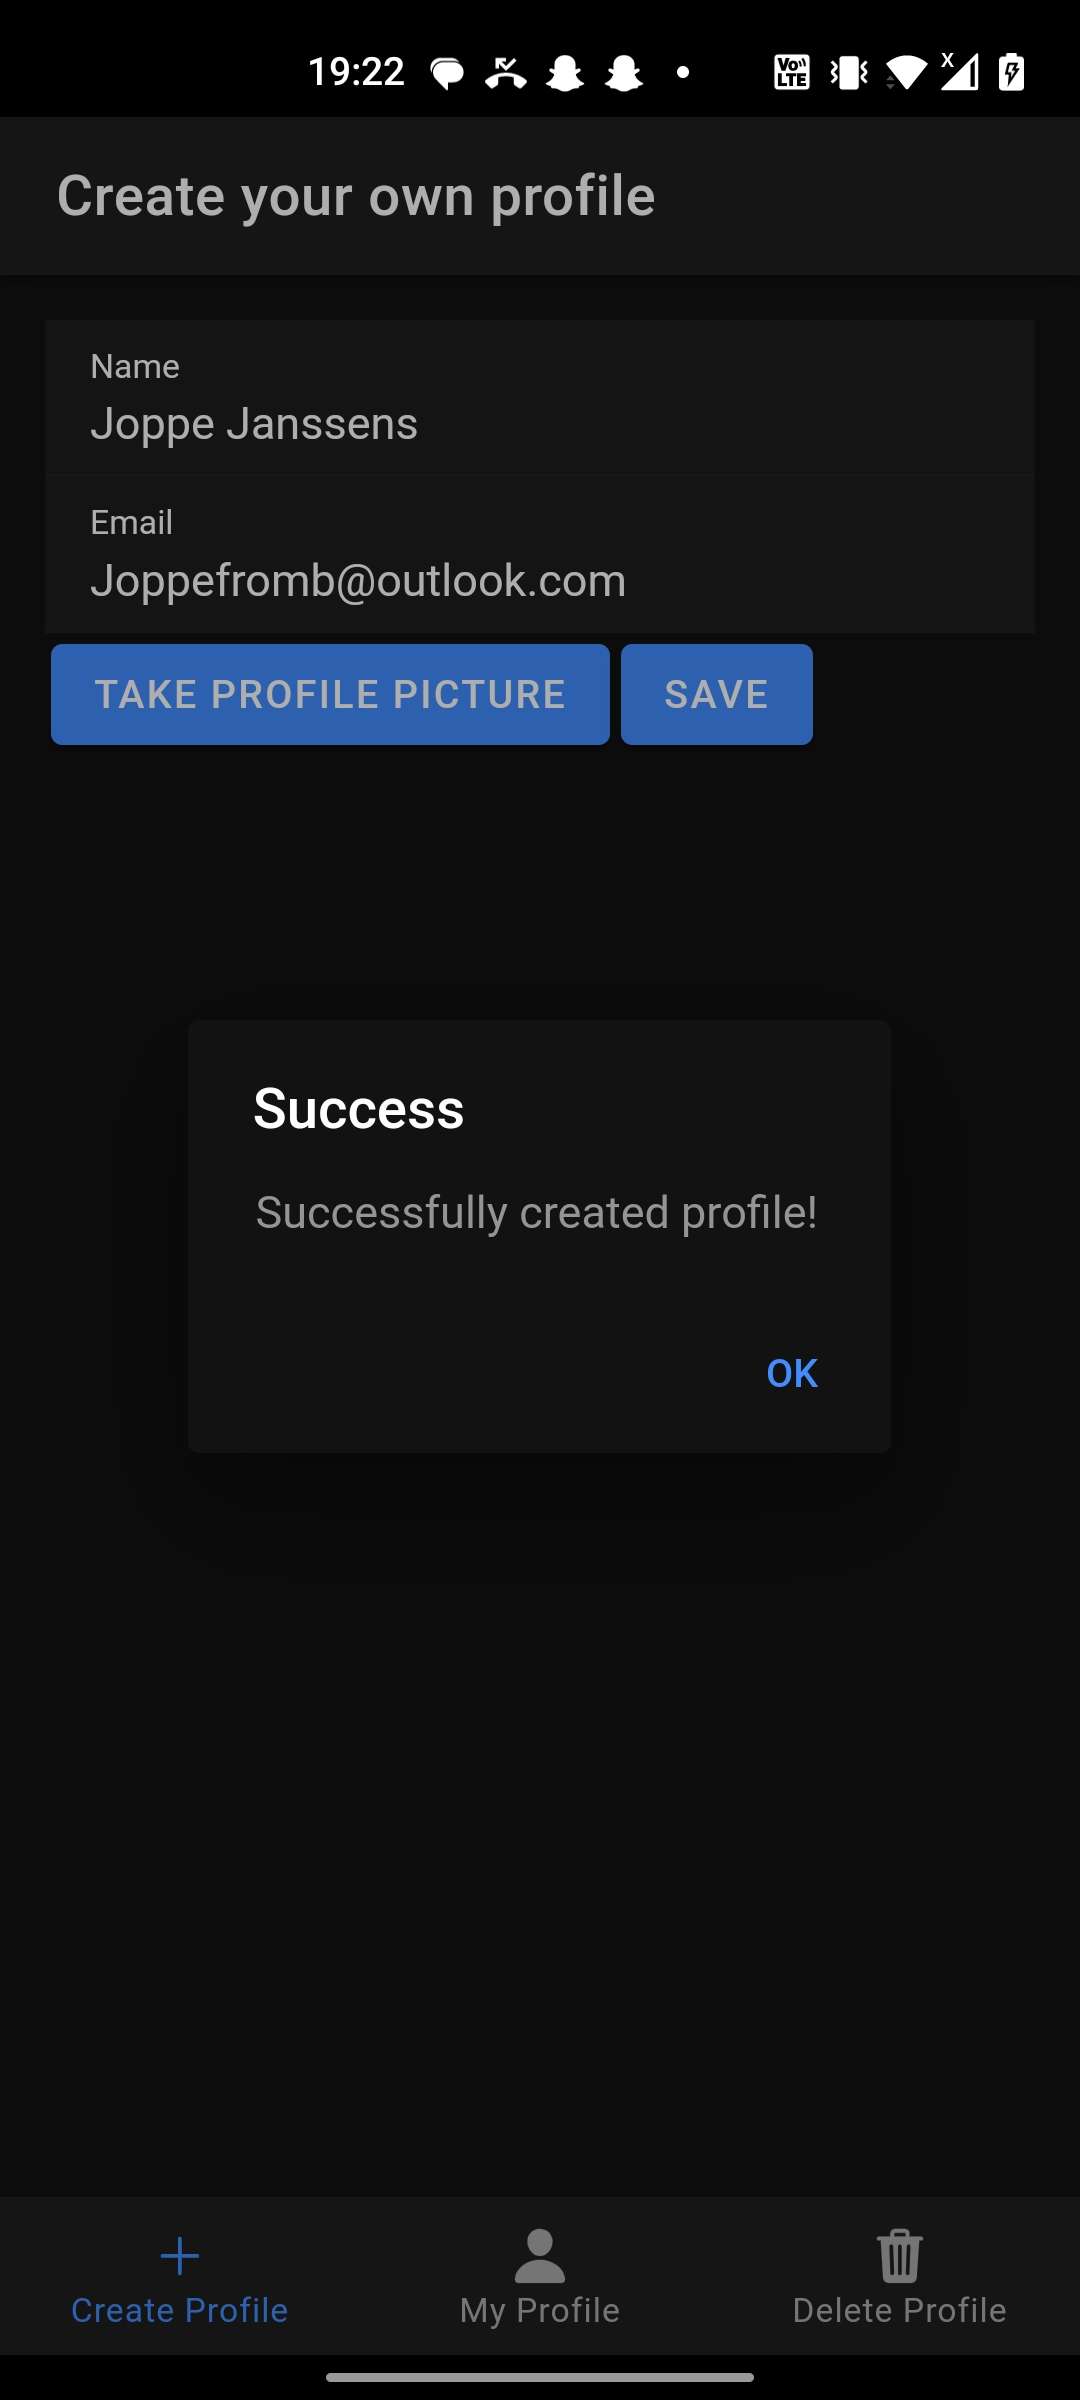 19:22
Vo LTE
X
Create your own profile
Name
Joppe Janssens
Email
Joppefromb@outlook.com
TAKE PROFILE PICTURE SAVE
Success
Successfully created profile!
OK
Create Profile My Profile Delete Profile